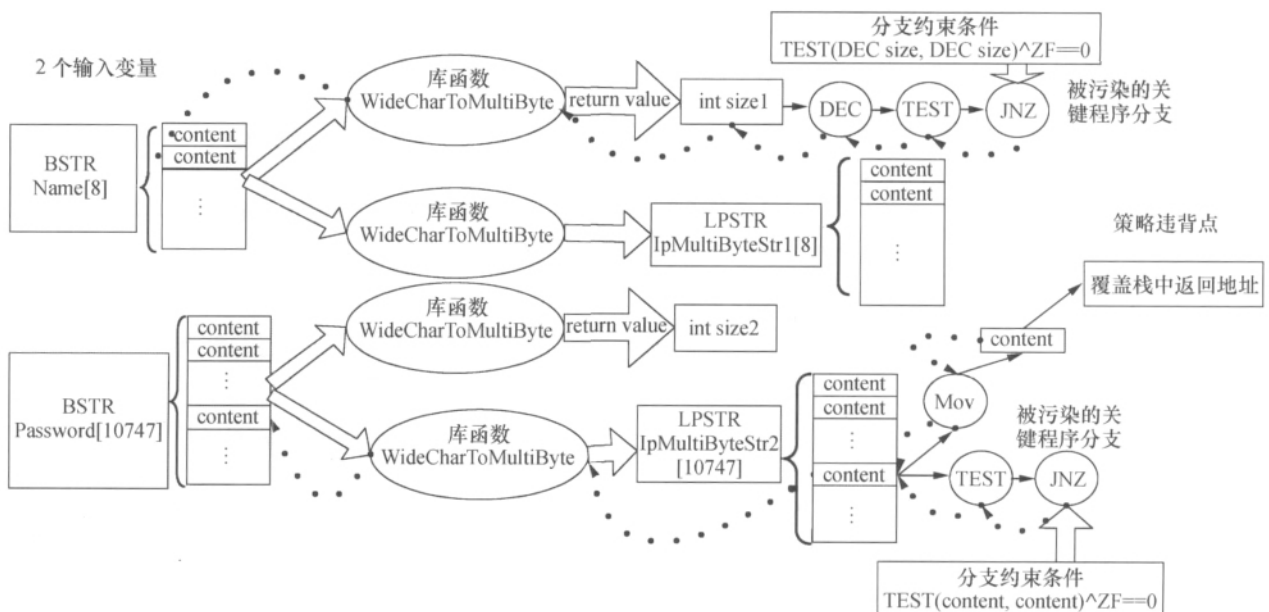 分支约束条件
TEST(DEC size, DEC size)^ZF==0
2 个输入变量
库函数
WideCharToMultiByte
return value
int size1
DEC
TEST
JNZ
被污染的关
键程序分支
BSTR
Name[8]
content
content
⋮
库函数
WideCharToMultiByte
LPSTR
IpMultiByteStr1[8]
content
content
⋮
策略违背点
覆盖栈中返回地址
库函数
WideCharToMultiByte
return value
int size2
content
BSTR
Password[10747]
content
content
⋮
content
⋮
库函数
WideCharToMultiByte
LPSTR
IpMultiByteStr2
[10747]
content
content
⋮
content
⋮
Mov
被污染的关
键程序分支
TEST
JNZ
分支约束条件
TEST(content, content)^ZF==0